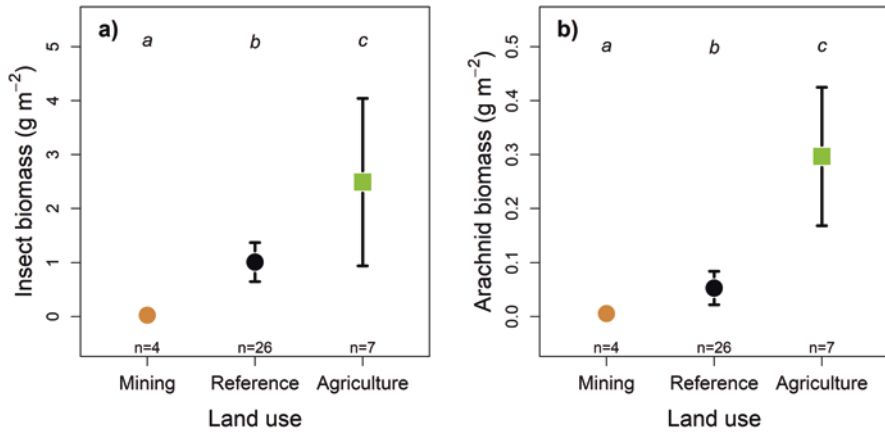 a)
a b c
Insect biomass (g m⁻²)
5
4
3
2
1
0
n=4 n=26 n=7
Mining Reference Agriculture
Land use
b)
a b c
Arachnid biomass (g m⁻²)
0.5
0.4
0.3
0.2
0.1
0.0
n=4 n=26 n=7
Mining Reference Agriculture
Land use